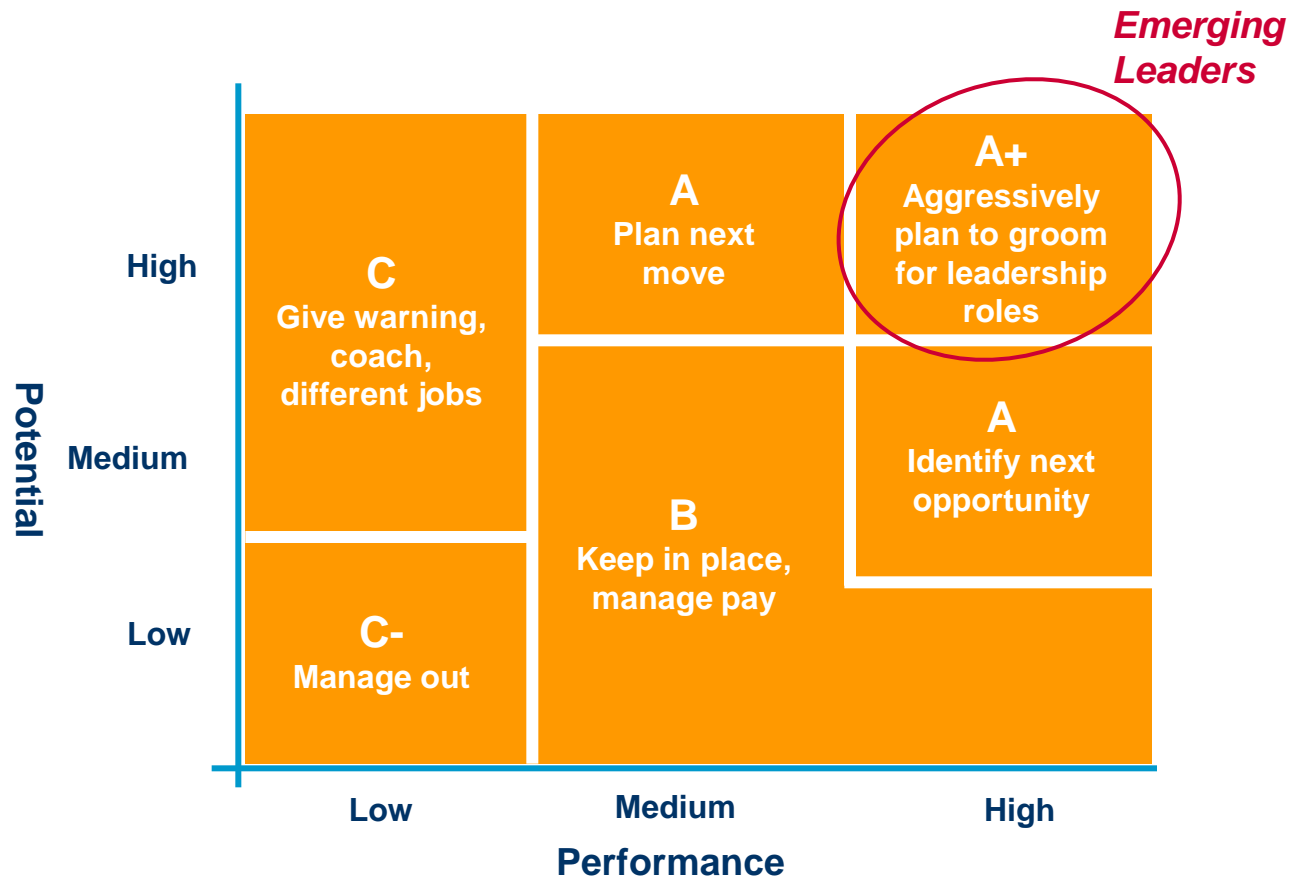 Emerging
Leaders
A+
Aggressively
plan to groom
for leadership
roles
A
Plan next
move
High
C
Give warning,
coach,
different jobs
Potential
Medium
A
Identify next
opportunity
B
Keep in place,
manage pay
Low
C-
Manage out
Low
Medium
High
Performance